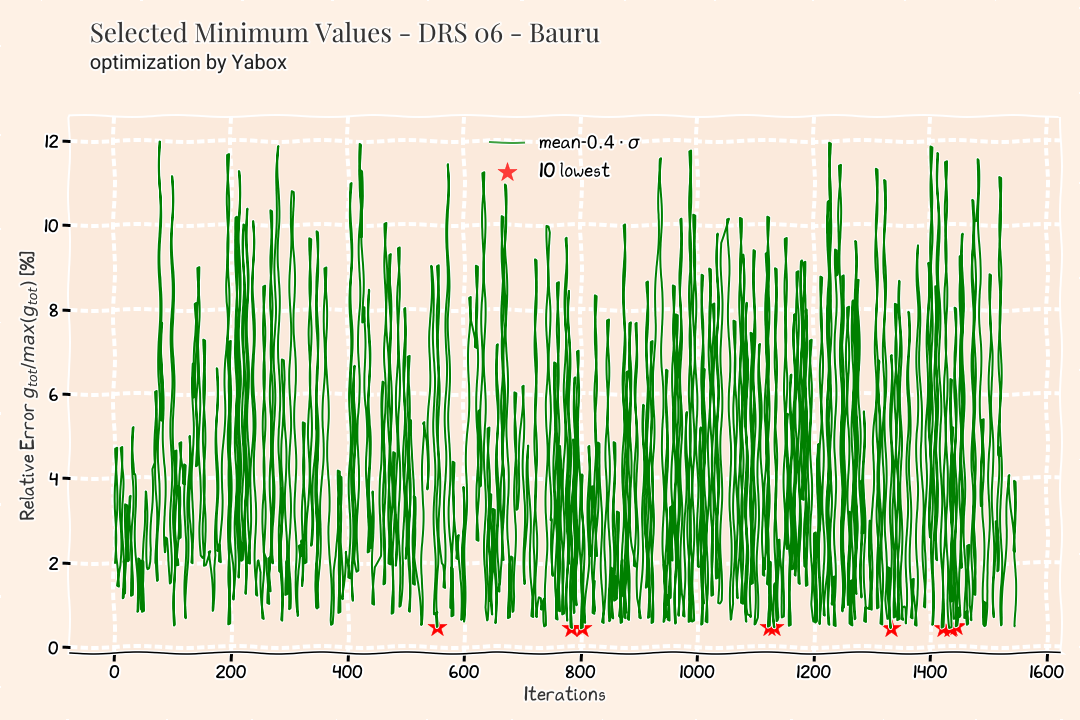 Selected Minimum Values - DRS 06 - Bauru
optimization by Yabox
mean-0.4 · σ
10 lowest
Relative Error g_tot/max(g_tot) [%]
12
10
8
6
4
2
0
0 200 400 600 800 1000 1200 1400 1600
Iterations